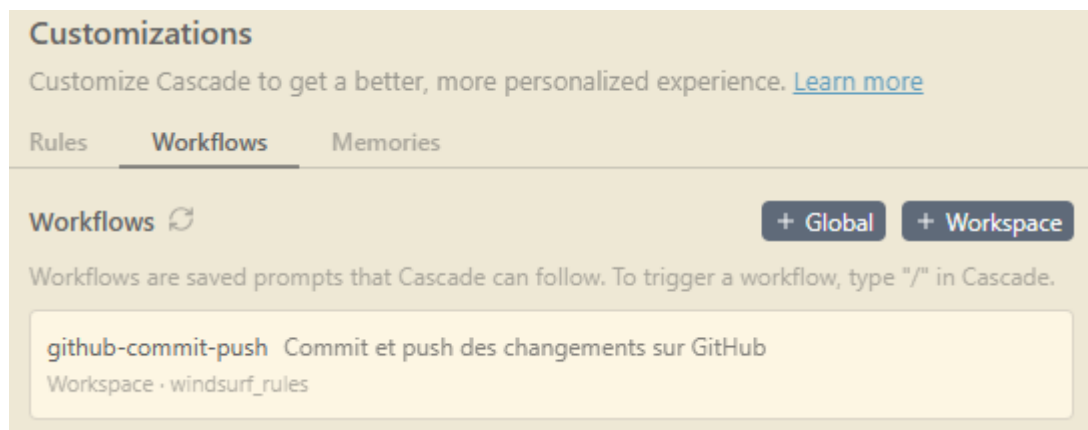 Customizations
Customize Cascade to get a better, more personalized experience. Learn more
Rules Workflows Memories
Workflows + Global + Workspace
Workflows are saved prompts that Cascade can follow. To trigger a workflow, type "/" in Cascade.
github-commit-push Commit et push des changements sur GitHub
Workspace · windsurf_rules